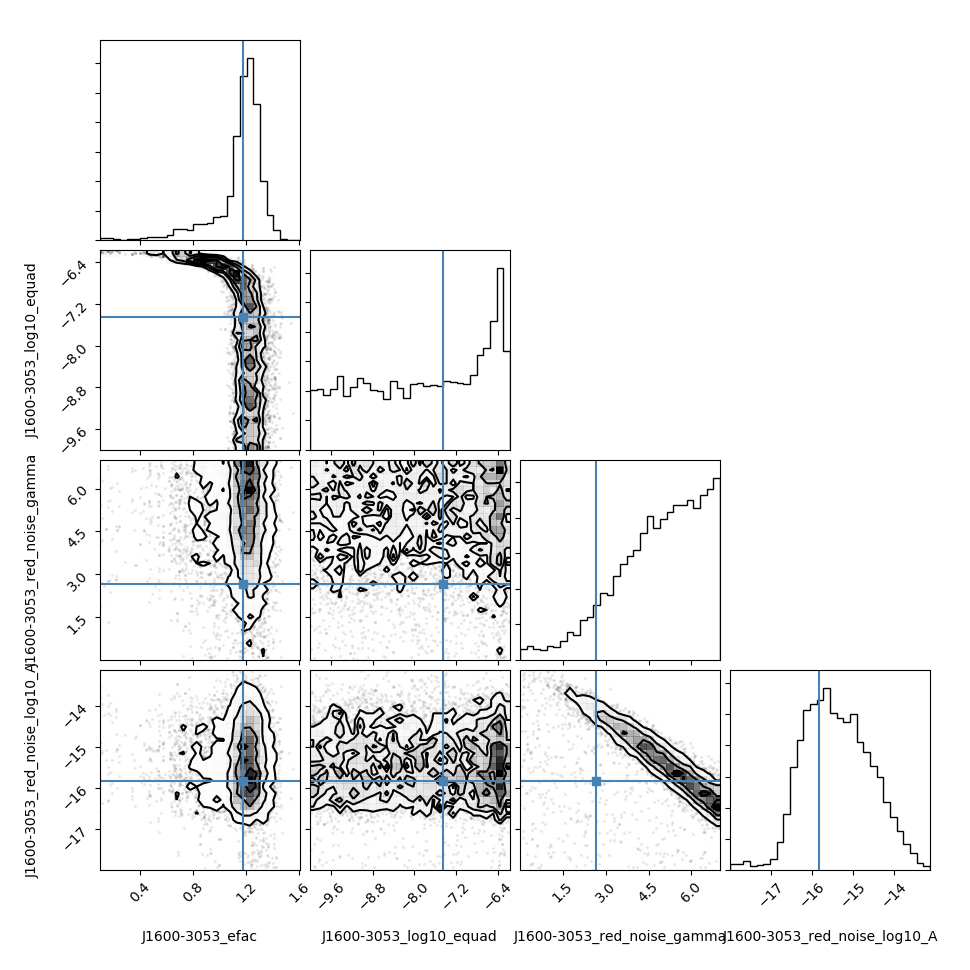 J1600-3053_log10_equad
−6.4
−7.2
−8.0
−8.8
−9.6
J1600-3053_red_noise_gamma
6.0
4.5
3.0
1.5
J1600-3053_red_noise_log10_A
−14
−15
−16
−17
0.4 0.8 1.2 1.6
−9.6 −8.8 −8.0 −7.2 −6.4
1.5 3.0 4.5 6.0
−17 −16 −15 −14
J1600-3053_efac
J1600-3053_log10_equad
J1600-3053_red_noise_gamma
J1600-3053_red_noise_log10_A